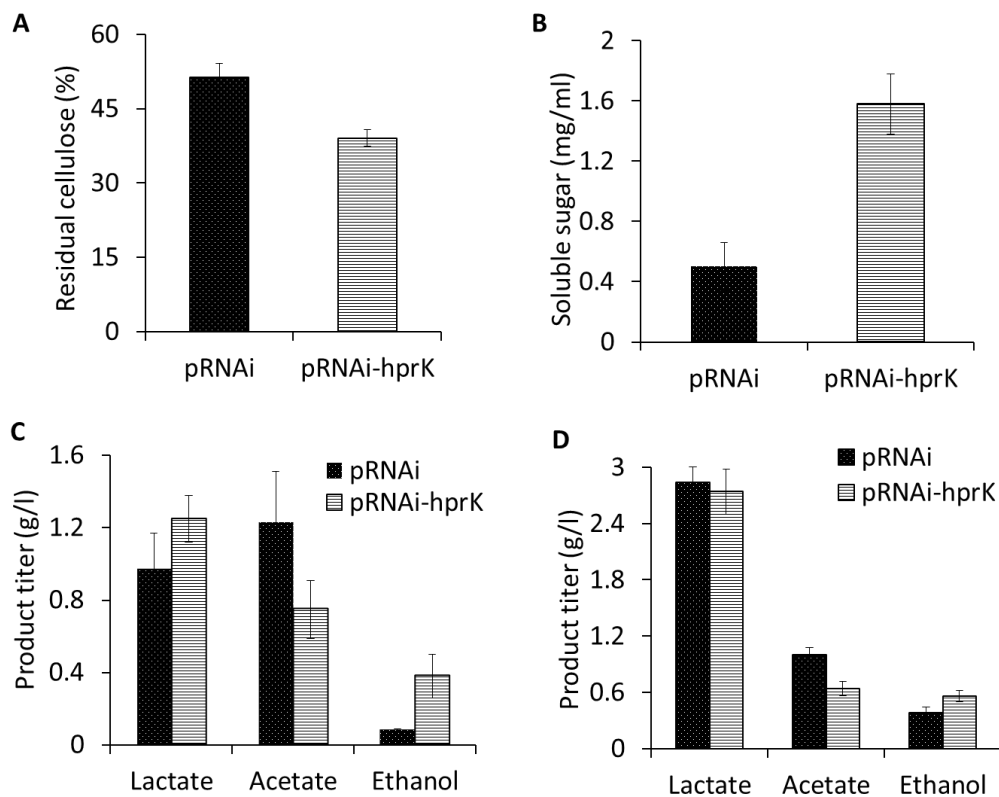 A
Residual cellulose (%)
60
45
30
15
0
pRNAi pRNAi-hprK
B
Soluble sugar (mg/ml)
2
1.6
1.2
0.8
0.4
0
pRNAi pRNAi-hprK
C
Product titer (g/l)
1.6
1.2
0.8
0.4
0
pRNAi
pRNAi-hprK
Lactate Acetate Ethanol
D
Product titer (g/l)
3
2.4
1.8
1.2
0.6
0
pRNAi
pRNAi-hprK
Lactate Acetate Ethanol